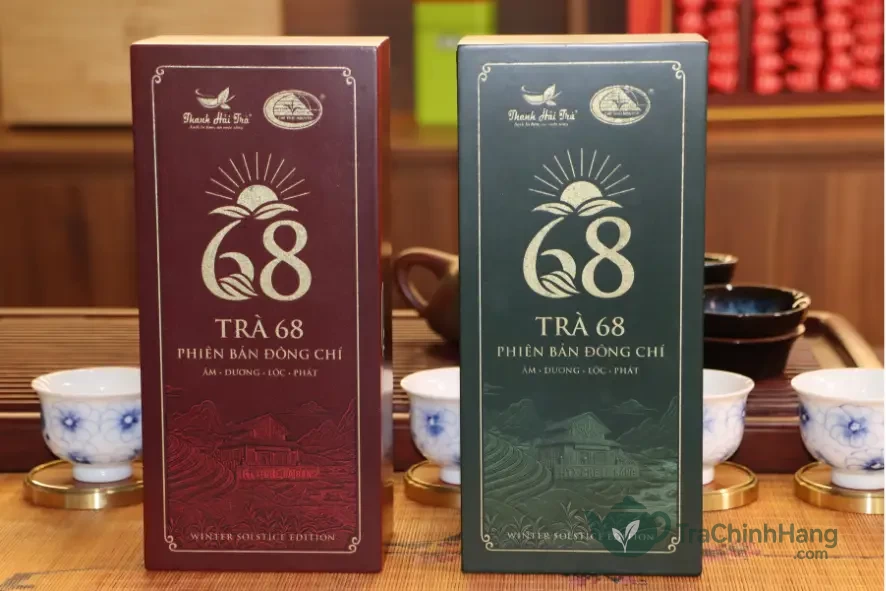 Thanh Hải Trà
68
TRÀ 68
PHIÊN BẢN ĐÔNG CHÍ
ÂM • DƯƠNG • LỘC • PHÁT
WINTER SOLSTICE EDITION
Thanh Hải Trà
68
TRÀ 68
PHIÊN BẢN ĐÔNG CHÍ
ÂM • DƯƠNG • LỘC • PHÁT
WINTER SOLSTICE EDITION
TraChinhHang
.com